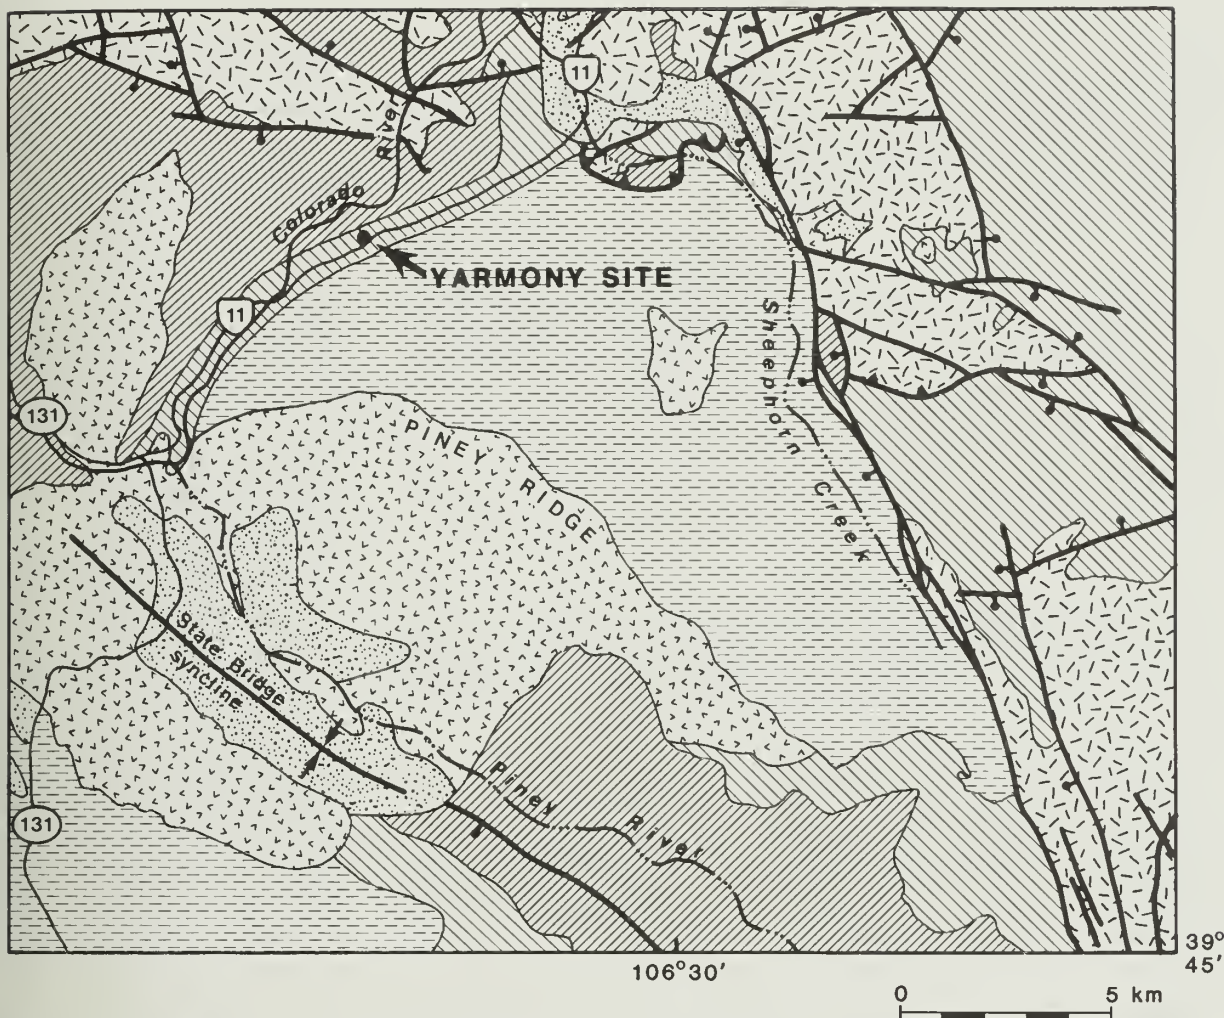 11
River
Colorado
YARMONY SITE
11
Sheephorn
Creek
131
PINEY
RIDGE
State Bridge
syncline
Piney
River
131
106°30'
39°
45'
0 5 km